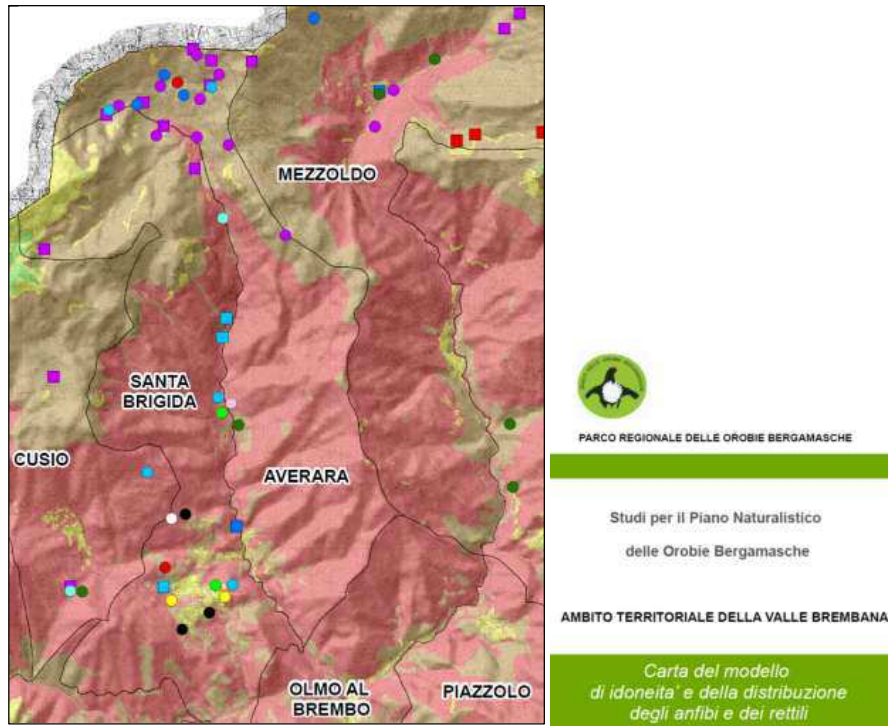 MEZZOLDO
SANTA
BRIGIDA
CUSIO
AVERARA
OLMO AL
BREMBO
PIAZZOLO
PARCO REGIONALE DELLE OROBIE BERGAMASCHE
Studi per il Piano Naturalistico
delle Orobie Bergamasche
AMBITO TERRITORIALE DELLA VALLE BREMBANA
Carta del modello
di idoneita' e della distribuzione
degli anfibi e dei rettili